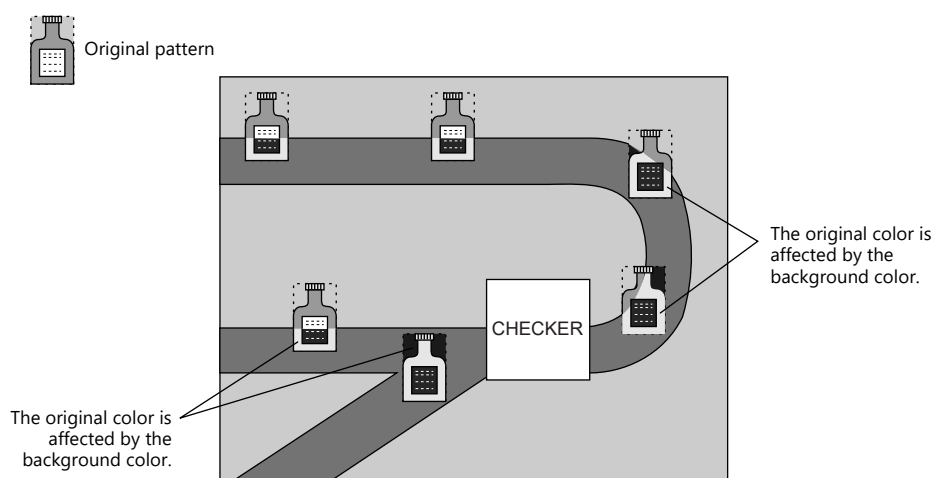 Original pattern
The original color is
affected by the
background color.
CHECKER
The original color is
affected by the
background color.